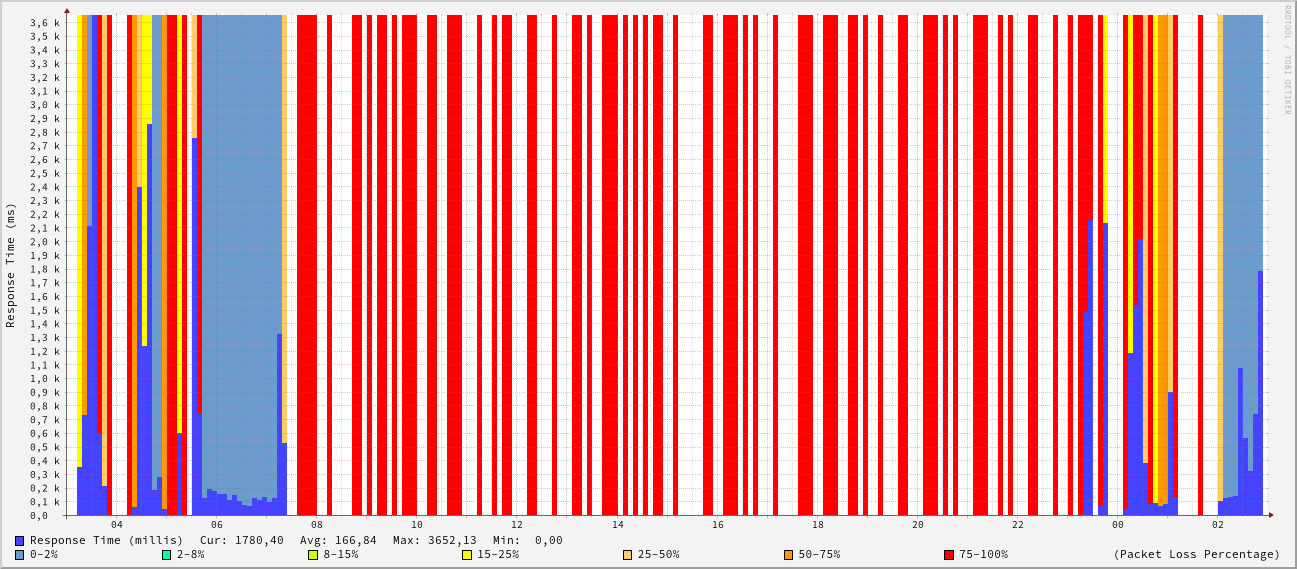 RRDTOOL / TOBI OETIKER
Response Time (ms)
3,6 k
3,5 k
3,4 k
3,3 k
3,2 k
3,1 k
3,0 k
2,9 k
2,8 k
2,7 k
2,6 k
2,5 k
2,4 k
2,3 k
2,2 k
2,1 k
2,0 k
1,9 k
1,8 k
1,7 k
1,6 k
1,5 k
1,4 k
1,3 k
1,2 k
1,1 k
1,0 k
0,9 k
0,8 k
0,7 k
0,6 k
0,5 k
0,4 k
0,3 k
0,2 k
0,1 k
0,0
04 06 08 10 12 14 16 18 20 22 00 02
Response Time (millis) Cur: 1780,40 Avg: 166,84 Max: 3652,13 Min: 0,00
0-2% 2-8% 8-15% 15-25% 25-50% 50-75% 75-100% (Packet Loss Percentage)